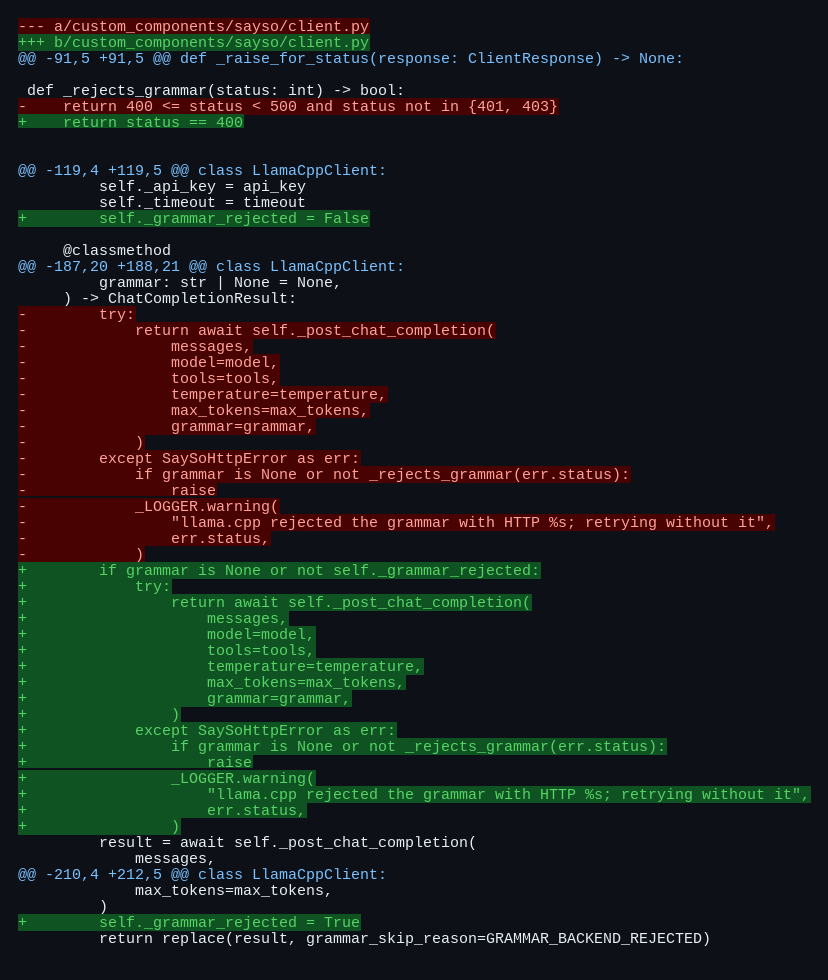 --- a/custom_components/sayso/client.py
+++ b/custom_components/sayso/client.py
@@ -91,5 +91,5 @@ def _raise_for_status(response: ClientResponse) -> None:

 def _rejects_grammar(status: int) -> bool:
-    return 400 <= status < 500 and status not in {401, 403}
+    return status == 400


@@ -119,4 +119,5 @@ class LlamaCppClient:
         self._api_key = api_key
         self._timeout = timeout
+        self._grammar_rejected = False

     @classmethod
@@ -187,20 +188,21 @@ class LlamaCppClient:
         grammar: str | None = None,
     ) -> ChatCompletionResult:
-        try:
-            return await self._post_chat_completion(
-                messages,
-                model=model,
-                tools=tools,
-                temperature=temperature,
-                max_tokens=max_tokens,
-                grammar=grammar,
-            )
-        except SaySoHttpError as err:
-            if grammar is None or not _rejects_grammar(err.status):
-                raise
-            _LOGGER.warning(
-                "llama.cpp rejected the grammar with HTTP %s; retrying without it",
-                err.status,
-            )
+        if grammar is None or not self._grammar_rejected:
+            try:
+                return await self._post_chat_completion(
+                    messages,
+                    model=model,
+                    tools=tools,
+                    temperature=temperature,
+                    max_tokens=max_tokens,
+                    grammar=grammar,
+                )
+            except SaySoHttpError as err:
+                if grammar is None or not _rejects_grammar(err.status):
+                    raise
+                _LOGGER.warning(
+                    "llama.cpp rejected the grammar with HTTP %s; retrying without it",
+                    err.status,
+                )
         result = await self._post_chat_completion(
             messages,
@@ -210,4 +212,5 @@ class LlamaCppClient:
             max_tokens=max_tokens,
         )
+        self._grammar_rejected = True
         return replace(result, grammar_skip_reason=GRAMMAR_BACKEND_REJECTED)